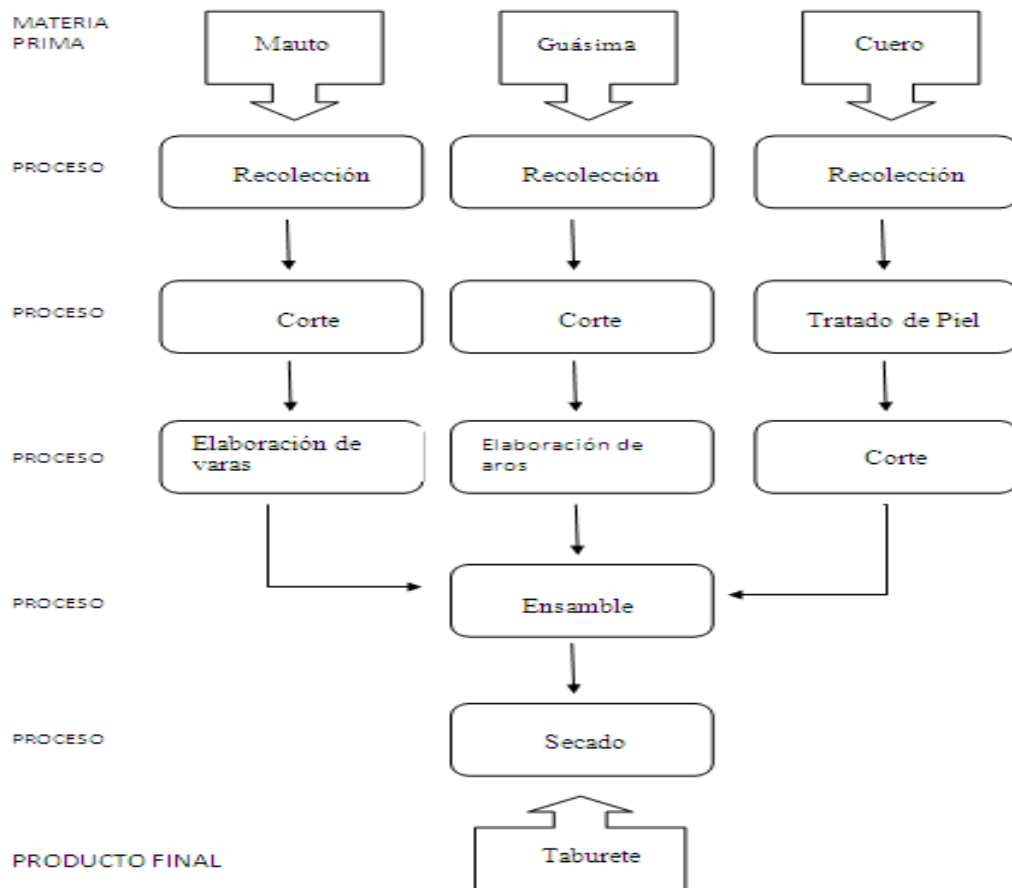 MATERIA
PRIMA
Mauto
Guásima
Cuero
PROCESO
Recolección
Recolección
Recolección
PROCESO
Corte
Corte
Tratado de Piel
PROCESO
Elaboración de
varas
Elaboración de
aros
Corte
PROCESO
Ensamble
PROCESO
Secado
PRODUCTO FINAL
Taburete